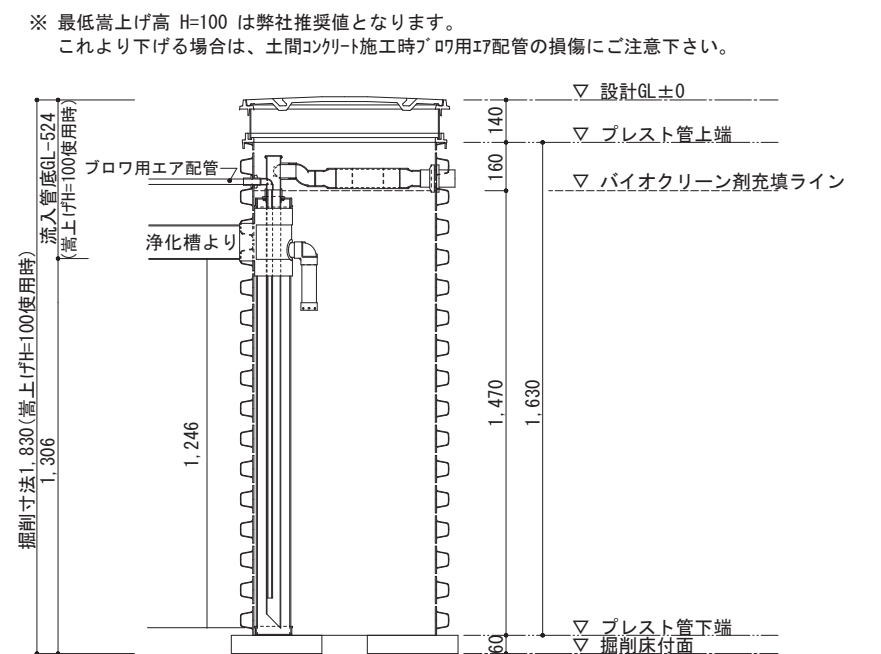 ※ 最低嵩上げ高 H=100 は弊社推奨値となります。
これより下げる場合は、土間ｺﾝｸﾘｰﾄ施工時ﾌﾞﾛﾜ用ｴｱ配管の損傷にご注意下さい。
▽ 設計GL±0
140
▽ プレスト管上端
160
▽ バイオクリーン剤充填ライン
ブロワ用エア配管
流入管底GL-524
(嵩上げH=100使用時)
浄化槽より
掘削寸法1,830(嵩上げH=100使用時)
1,306
1,246
1,470
1,630
▽ プレスト管下端
60
▽ 掘削床付面